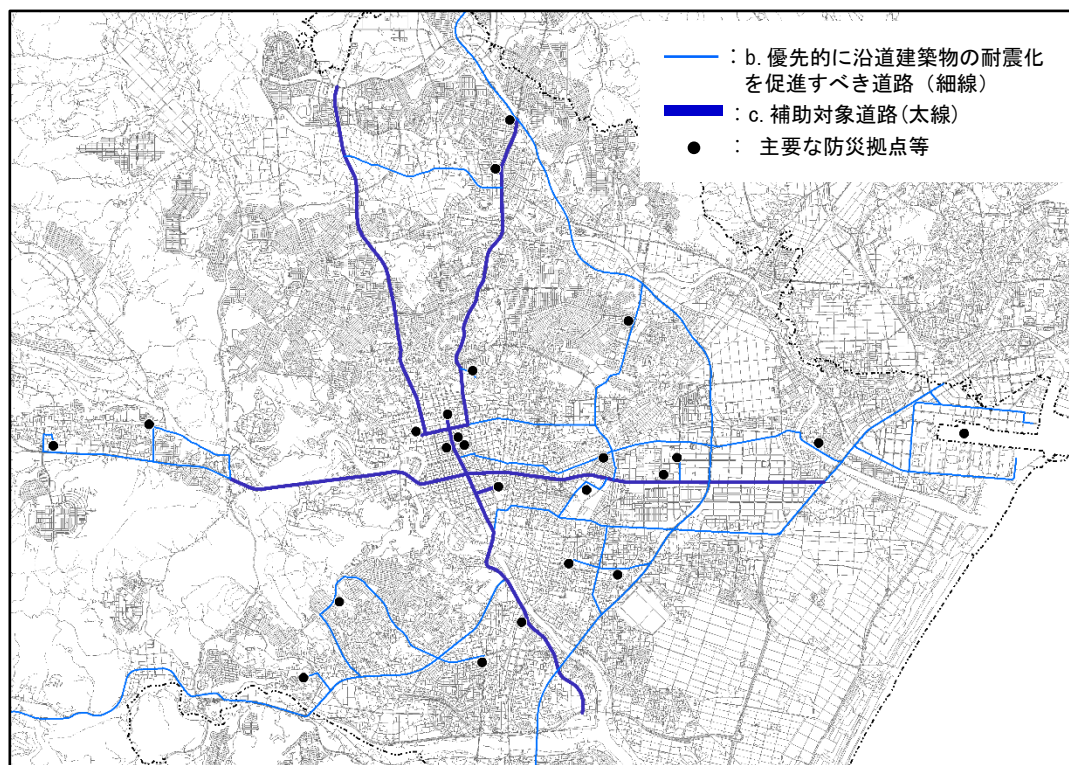 ：b. 優先的に沿道建築物の耐震化
を促進すべき道路（細線）
：c. 補助対象道路(太線)
：　主要な防災拠点等